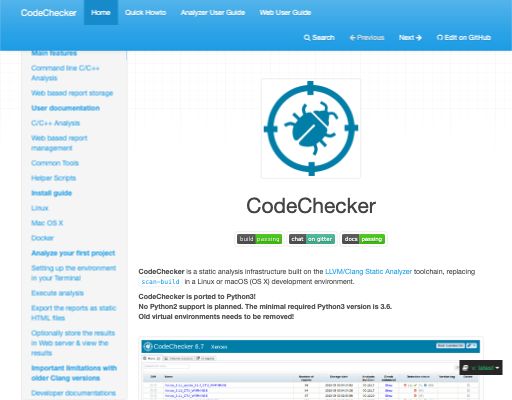 CodeChecker Home Quick Howto Analyzer User Guide Web User Guide
Search Previous Next Edit on GitHub
Main features
Command line C/C++
Analysis
Web based report storage
User documentation
C/C++ Analysis
Web based report
management
Common Tools
Helper Scripts
Install guide
Linux
Mac OS X
Docker
Analyze your first project
Setting up the environment
in your Terminal
Execute analysis
Export the reports as static
HTML files
Optionally store the results
in Web server & view the
results
Important limitations with
older Clang versions
Developer documentations
CodeChecker
build passing chat on gitter docs passing
CodeChecker is a static analysis infrastructure built on the LLVM/Clang Static Analyzer toolchain, replacing
scan-build in a Linux or macOS (OS X) development environment.
CodeChecker is ported to Python3!
No Python2 support is planned. The minimal required Python3 version is 3.6.
Old virtual environments needs to be removed!
CodeChecker 6.7
v: latest